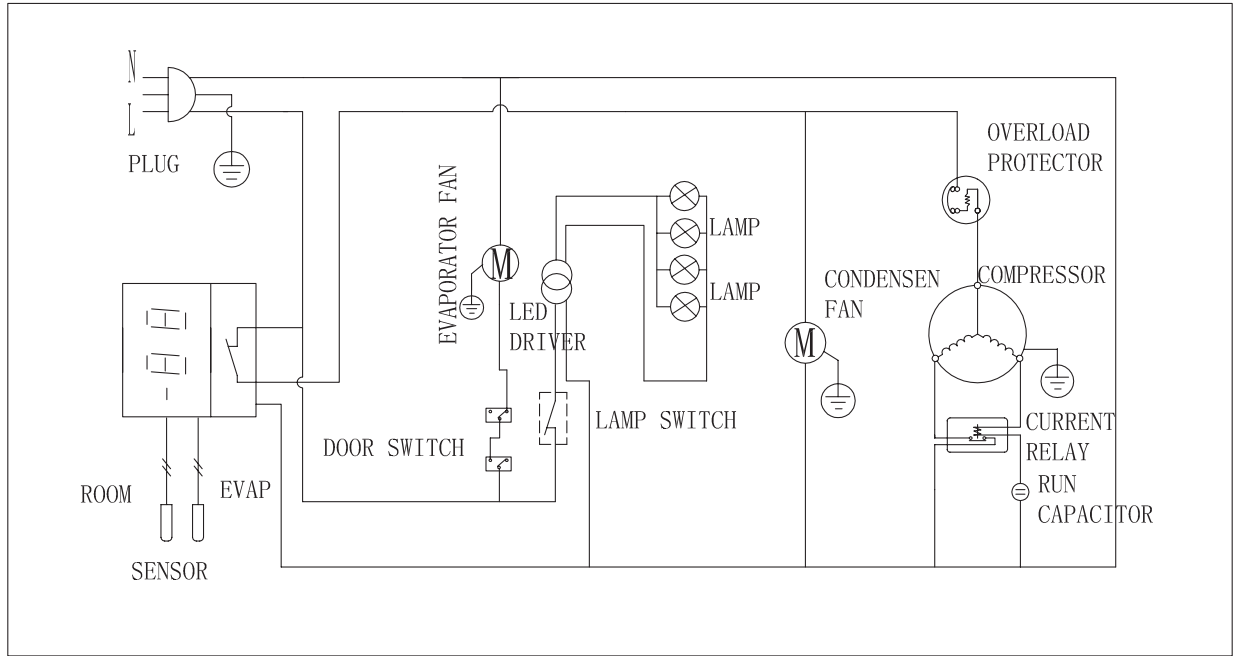 N
L
PLUG
EVAPORATOR FAN
OVERLOAD
PROTECTOR
LAMP
LAMP
CONDENSEN
FAN
COMPRESSOR
M
LED
DRIVER
M
LAMP SWITCH
DOOR SWITCH
CURRENT
RELAY
ROOM
EVAP
RUN
CAPACITOR
SENSOR